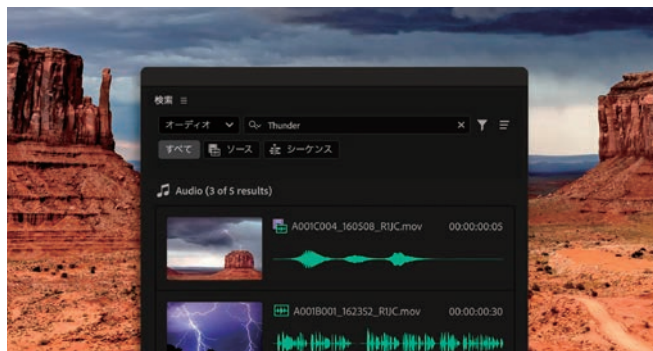 検索
オーディオ Thunder
すべて ソース シーケンス
Audio (3 of 5 results)
A001C004_160508_R1JC.mov 00:00:00:05
A001B001_162352_R1JC.mov 00:00:00:30